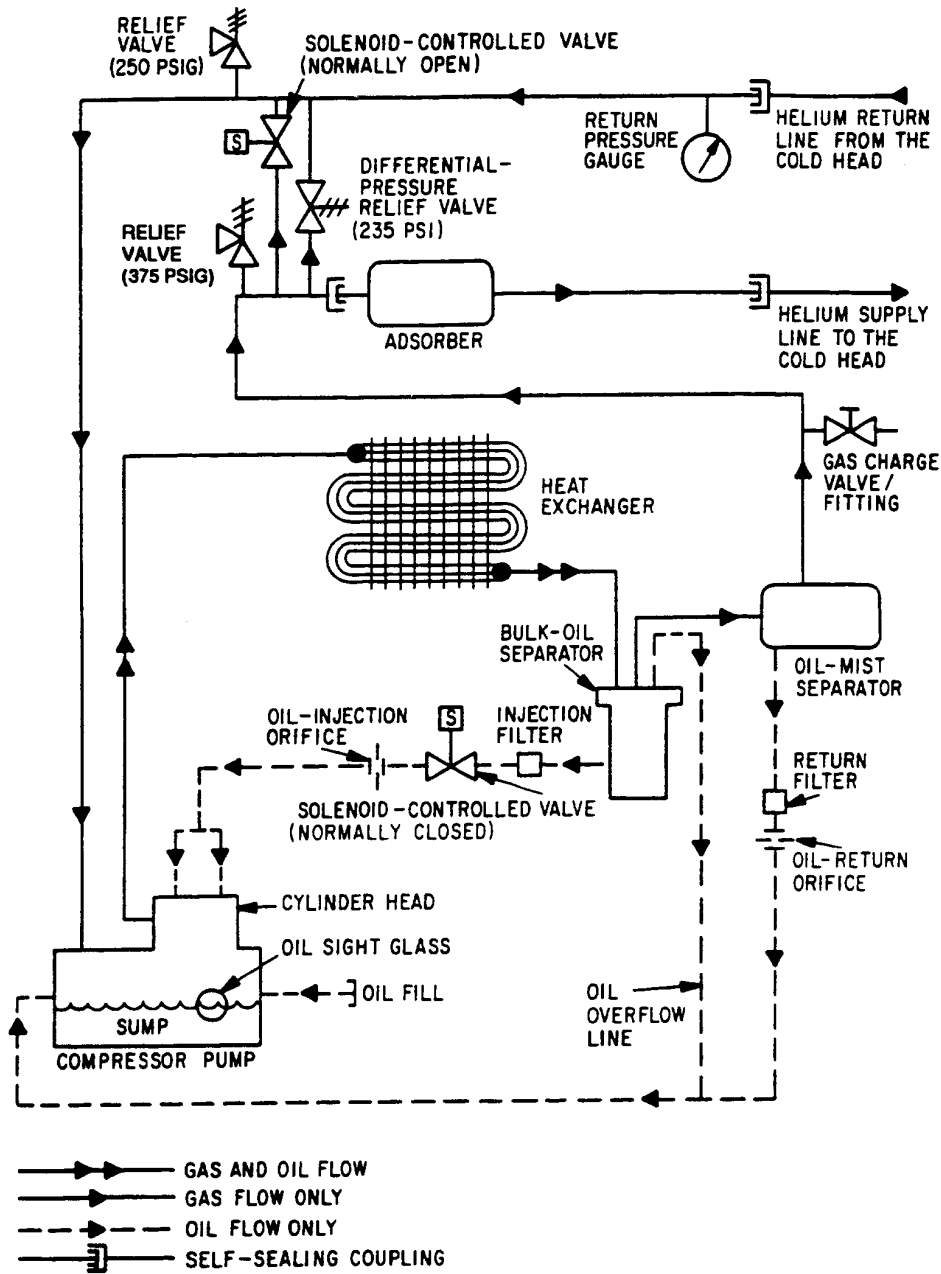 RELIEF
VALVE
(250 PSIG)
SOLENOID-CONTROLLED VALVE
(NORMALLY OPEN)
S
RETURN
PRESSURE
GAUGE
HELIUM RETURN
LINE FROM THE
COLD HEAD
DIFFERENTIAL-
PRESSURE
RELIEF VALVE
(235 PSI)
RELIEF
VALVE
(375 PSIG)
ADSORBER
HELIUM SUPPLY
LINE TO THE
COLD HEAD
GAS CHARGE
VALVE/
FITTING
HEAT
EXCHANGER
BULK-OIL
SEPARATOR
OIL-MIST
SEPARATOR
OIL-INJECTION
ORIFICE
S
INJECTION
FILTER
SOLENOID-CONTROLLED VALVE
(NORMALLY CLOSED)
RETURN
FILTER
OIL-RETURN
ORIFICE
CYLINDER HEAD
OIL SIGHT GLASS
OIL FILL
SUMP
COMPRESSOR PUMP
OIL
OVERFLOW
LINE
GAS AND OIL FLOW
GAS FLOW ONLY
OIL FLOW ONLY
SELF-SEALING COUPLING